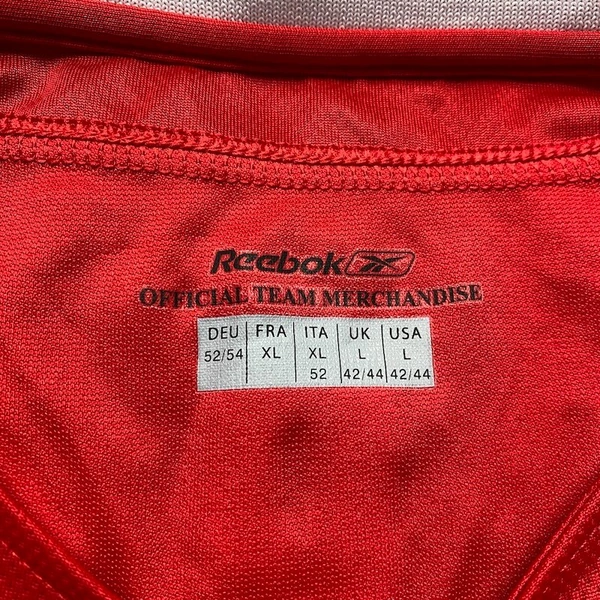 Reebok
OFFICIAL TEAM MERCHANDISE
DEU FRA ITA UK USA
52/54 XL XL L L
52 42/44 42/44